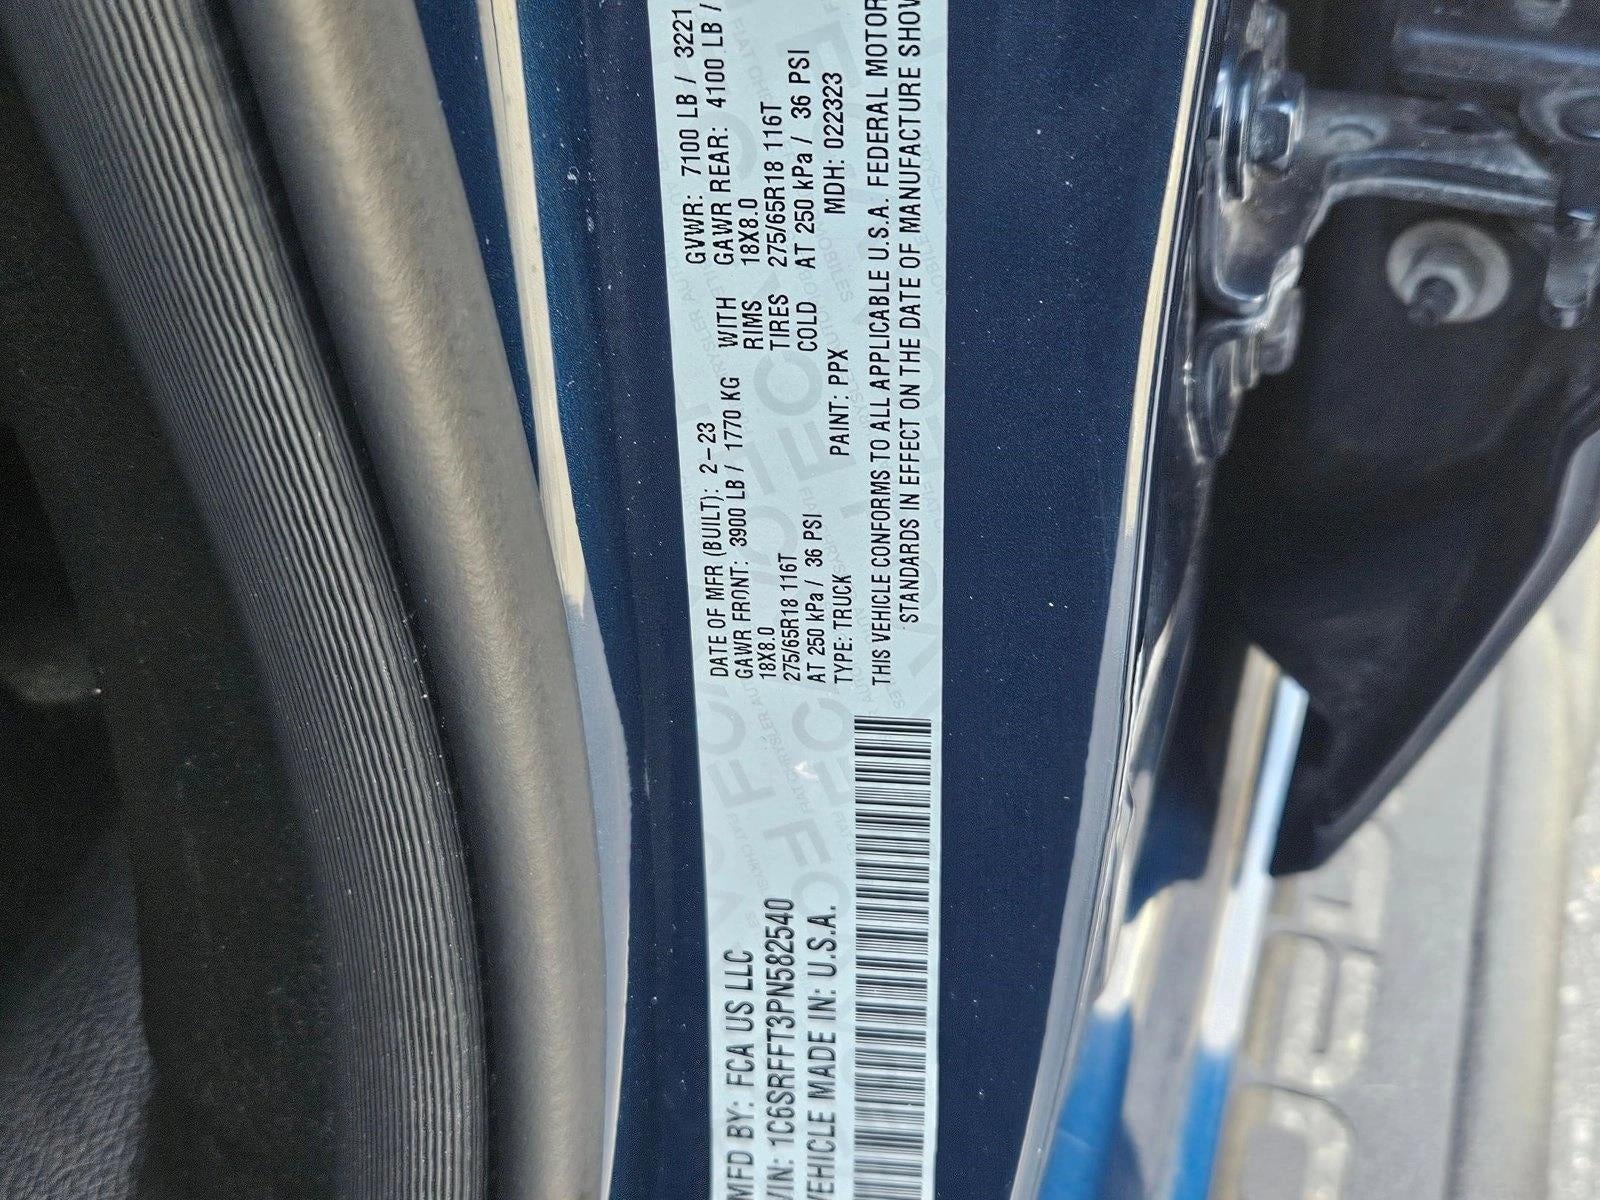 MFD BY: FCA US LLC
VIN: 1C6SRFFT3PN582540
VEHICLE MADE IN: U.S.A.
DATE OF MFR (BUILT): 2-23 GVWR: 7100 LB / 3221
GAWR FRONT: 3900 LB / 1770 KG WITH GAWR REAR: 4100 LB /
18X8.0 RIMS 18X8.0
275/65R18 116T TIRES 275/65R18 116T
AT 250 kPa / 36 PSI COLD AT 250 kPa / 36 PSI
TYPE: TRUCK PAINT: PPX MDH: 022323
THIS VEHICLE CONFORMS TO ALL APPLICABLE U.S.A. FEDERAL MOTOR
STANDARDS IN EFFECT ON THE DATE OF MANUFACTURE SHOW